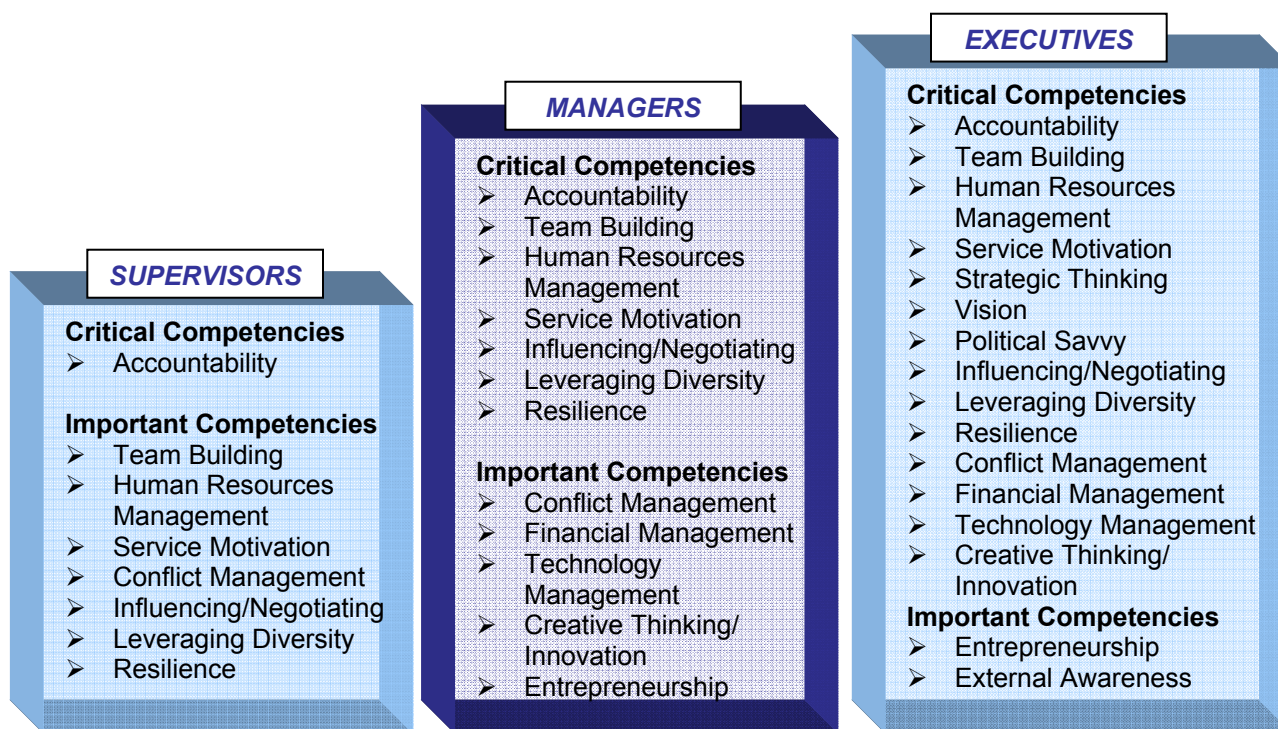 SUPERVISORS
Critical Competencies
➢ Accountability
Important Competencies
➢ Team Building
➢ Human Resources
Management
➢ Service Motivation
➢ Conflict Management
➢ Influencing/Negotiating
➢ Leveraging Diversity
➢ Resilience
MANAGERS
Critical Competencies
➢ Accountability
➢ Team Building
➢ Human Resources
Management
➢ Service Motivation
➢ Influencing/Negotiating
➢ Leveraging Diversity
➢ Resilience
Important Competencies
➢ Conflict Management
➢ Financial Management
➢ Technology
Management
➢ Creative Thinking/
Innovation
➢ Entrepreneurship
EXECUTIVES
Critical Competencies
➢ Accountability
➢ Team Building
➢ Human Resources
Management
➢ Service Motivation
➢ Strategic Thinking
➢ Vision
➢ Political Savvy
➢ Influencing/Negotiating
➢ Leveraging Diversity
➢ Resilience
➢ Conflict Management
➢ Financial Management
➢ Technology Management
➢ Creative Thinking/
Innovation
Important Competencies
➢ Entrepreneurship
➢ External Awareness